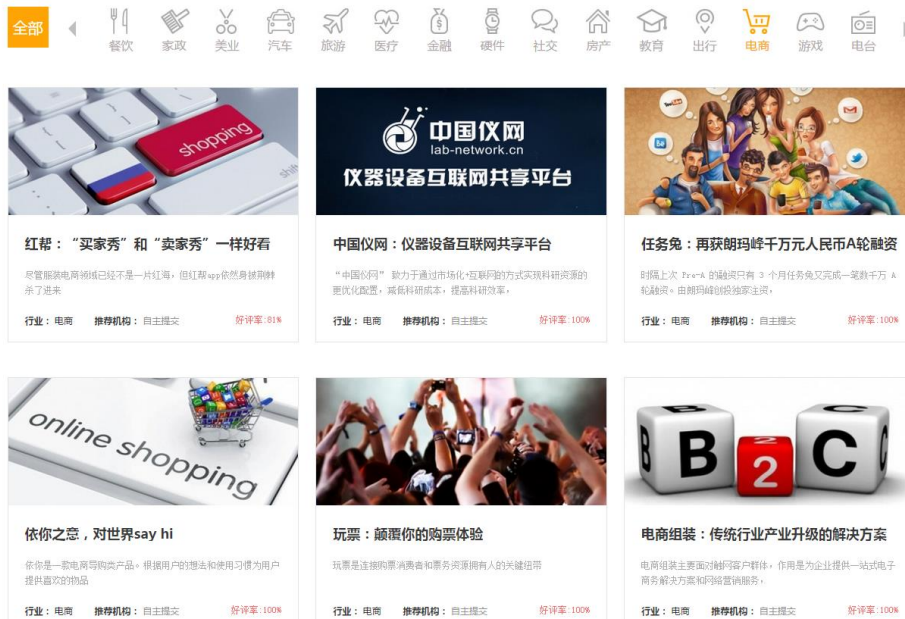 全部
餐饮 家政 美业 汽车 旅游 医疗 金融 硬件 社交 房产 教育 出行 电商 游戏 电台
shopping
shift
中国仪网
lab-network.cn
仪器设备互联网共享平台
YouTube
Bē
红帮：“买家秀”和“卖家秀”一样好看
尽管服装电商领域已经不是一片红海，但红帮app依然身披荆棘
杀了进来
行业：电商 推荐机构：自主提交 好评率:81%
中国仪网：仪器设备互联网共享平台
“中国仪网” 致力于通过市场化+互联网的方式实现科研资源的
更优化配置，减低科研成本，提高科研效率，
行业：电商 推荐机构：自主提交 好评率:100%
任务兔：再获朗玛峰千万元人民币A轮融资
时隔上次 Pre-A 的融资只有 3 个月任务兔又完成一笔数千万 A
轮融资。由朗玛峰创投独家注资，
行业：电商 推荐机构：自主提交 好评率:100%
online shopping
B B 2 2 C C C
依你之意，对世界say hi
依你是一款电商导购类产品。根据用户的想法和使用习惯为用户
提供喜欢的物品
行业：电商 推荐机构：自主提交 好评率:100%
玩票：颠覆你的购票体验
玩票是连接购票消费者和票务资源拥有人的关键纽带
行业：电商 推荐机构：自主提交 好评率:100%
电商组装：传统行业产业升级的解决方案
电商组装主要面对触网客户群体，作用是为企业提供一站式电子
商务解决方案和网络营销服务，
行业：电商 推荐机构：自主提交 好评率:100%